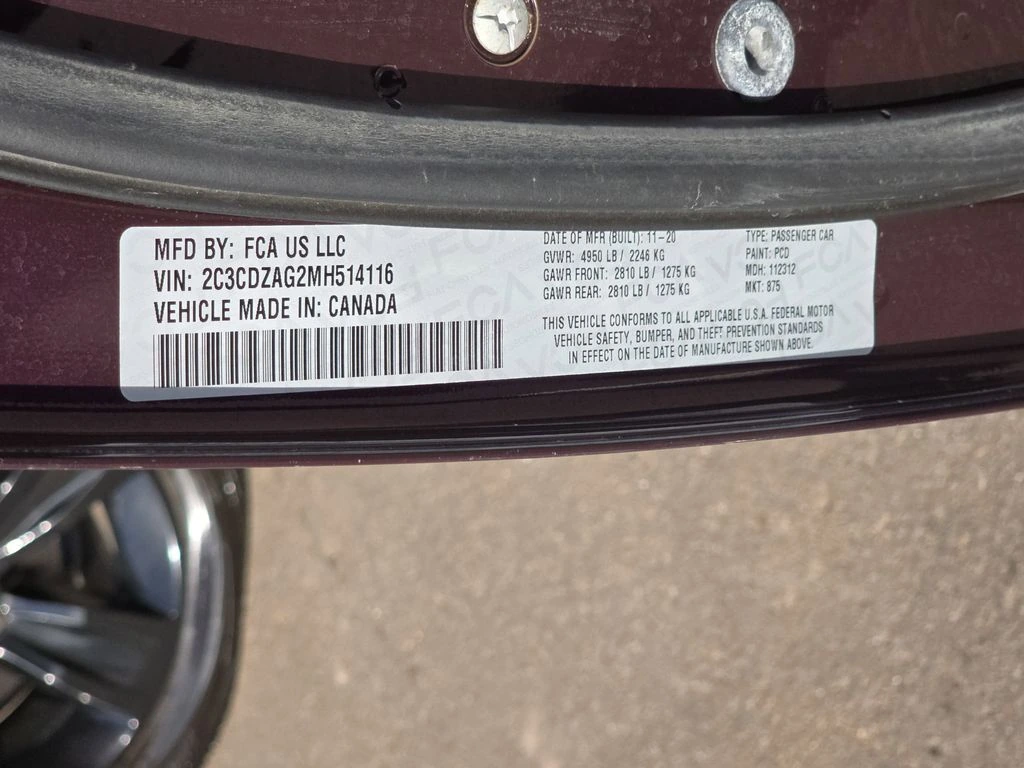 MFD BY: FCA US LLC
VIN: 2C3CDZAG2MH514116
VEHICLE MADE IN: CANADA
DATE OF MFR (BUILT): 11-20
GVWR: 4950 LB / 2246 KG
GAWR FRONT: 2810 LB / 1275 KG
GAWR REAR: 2810 LB / 1275 KG
TYPE: PASSENGER CAR
PAINT: PCD
MDH: 112312
MKT: 875
THIS VEHICLE CONFORMS TO ALL APPLICABLE U.S.A. FEDERAL MOTOR
VEHICLE SAFETY, BUMPER, AND THEFT PREVENTION STANDARDS
IN EFFECT ON THE DATE OF MANUFACTURE SHOWN ABOVE.